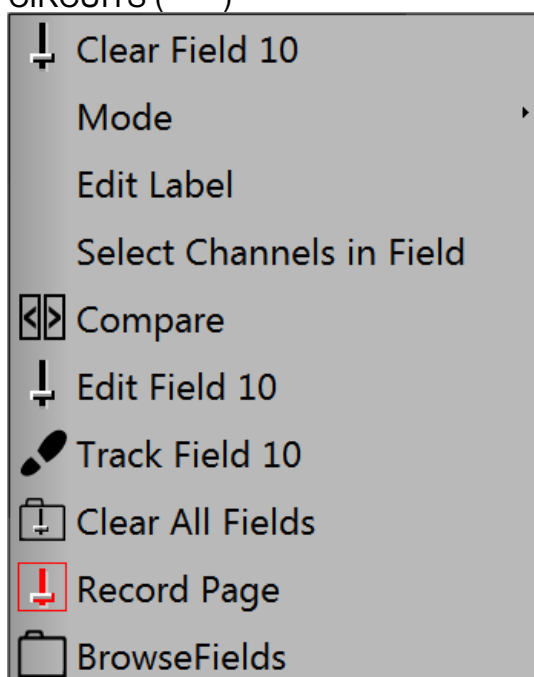 CIRCUITS (
Clear Field 10
Mode
Edit Label
Select Channels in Field
Compare
Edit Field 10
Track Field 10
Clear All Fields
Record Page
BrowseFields